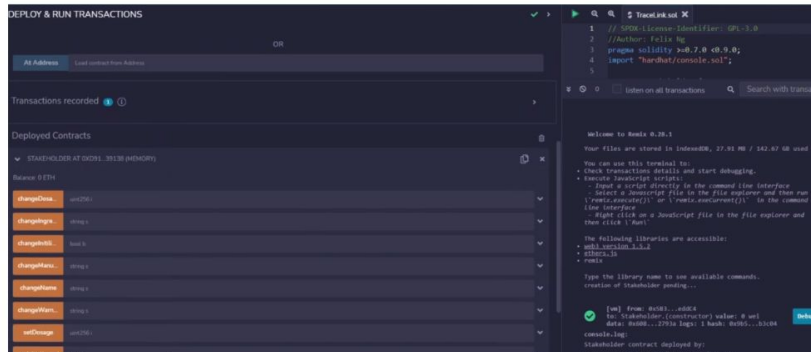 DEPLOY & RUN TRANSACTIONS
OR
At Address
Load contract from Address
Transactions recorded 1
Deployed Contracts
STAKEHOLDER AT 0XD91...39138 (MEMORY)
Balance: 0 ETH
changeDosa...
uint256 i
changeIngre...
string s
bool b
changeManu...
string s
changeName
string s
changeWarn...
string s
setDosage
uint256 i
TraceLink.sol
1 // SPDX-License-Identifier: GPL-3.0
2 //Author: Felix Ng
3 pragma solidity >=0.7.0 <0.9.0;
4 import "hardhat/console.sol";
5
0
listen on all transactions
Search with transa
Welcome to Remix 0.28.1
Your files are stored in indexedDB, 27.91 MB / 142.67 GB used
You can use this terminal to:
• Check transactions details and start debugging.
• Execute JavaScript scripts:
- Input a script directly in the command line interface
- Select a Javascript file in the file explorer and then run
\`remix.execute()\` or \`remix.exeCurrent()\` in the command
line interface
- Right click on a JavaScript file in the file explorer and
then click \`Run\`
The following libraries are accessible:
• web3 version 1.5.2
• ethers.js
• remix
Type the library name to see available commands.
creation of Stakeholder pending...
[vm] from: 0x5B3...eddC4
to: Stakeholder.(constructor) value: 0 wei
data: 0x608...2793a logs: 1 hash: 0x9b5...b3c04
console.log:
Stakeholder contract deployed by: